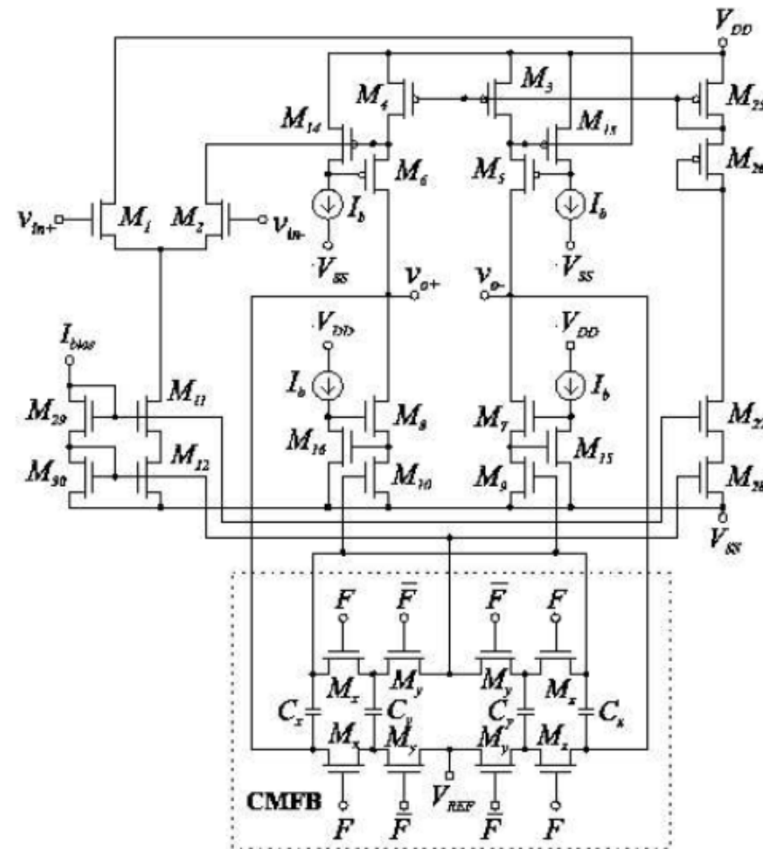 V_DD
M_4 M_3
M_14 M_13 M_25
M_6 M_5 M_26
v_in+ M_1 M_2 v_in- I_b I_b
V_SS V_SS
v_o+ v_o-
I_bias V_DD V_DD
M_11 I_b I_b
M_29 M_8 M_7 M_27
M_12 M_16 M_15
M_30 M_10 M_9 M_28
V_SS
F F̅ F̅ F
M_x M_y M_y M_x
C_x C_y C_y C_x
M_x M_y M_y M_x
CMFB V_REF
F F̅ F̅ F